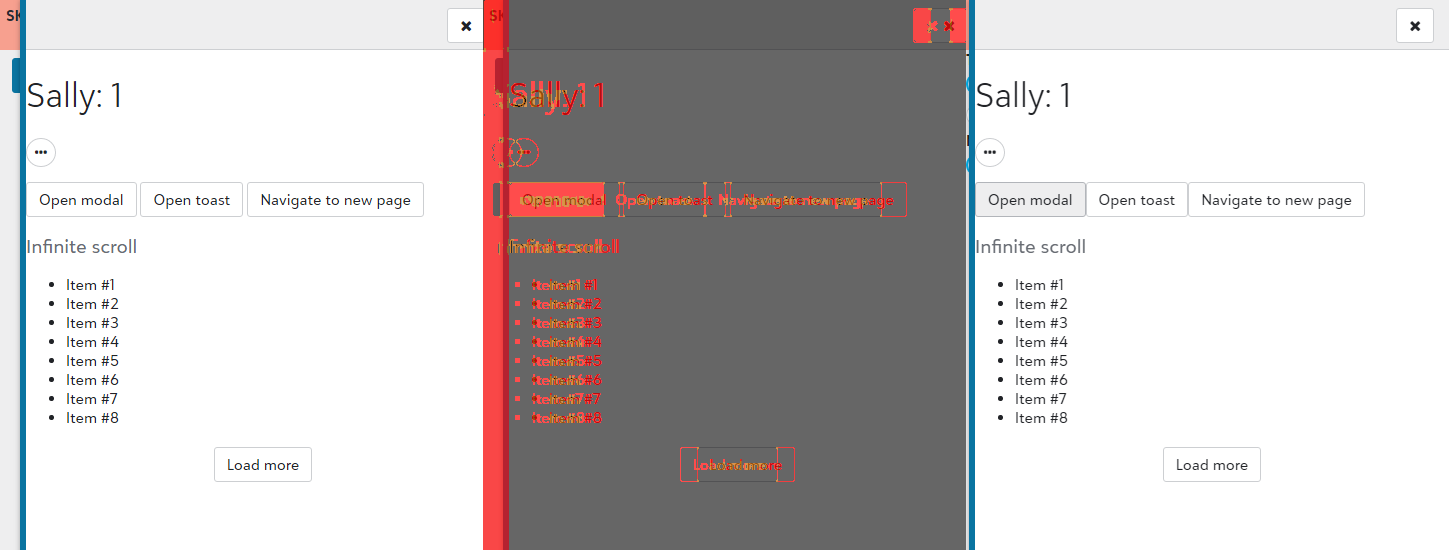 SK
Sally: 1
Open modal Open toast Navigate to new page
Infinite scroll
Item #1
Item #2
Item #3
Item #4
Item #5
Item #6
Item #7
Item #8
Load more
SK
Sally: 1
Open modal Open toast Navigate to new page
Infinite scroll
Item #1
Item #2
Item #3
Item #4
Item #5
Item #6
Item #7
Item #8
Load more
Sally: 1
Open modal Open toast Navigate to new page
Infinite scroll
Item #1
Item #2
Item #3
Item #4
Item #5
Item #6
Item #7
Item #8
Load more